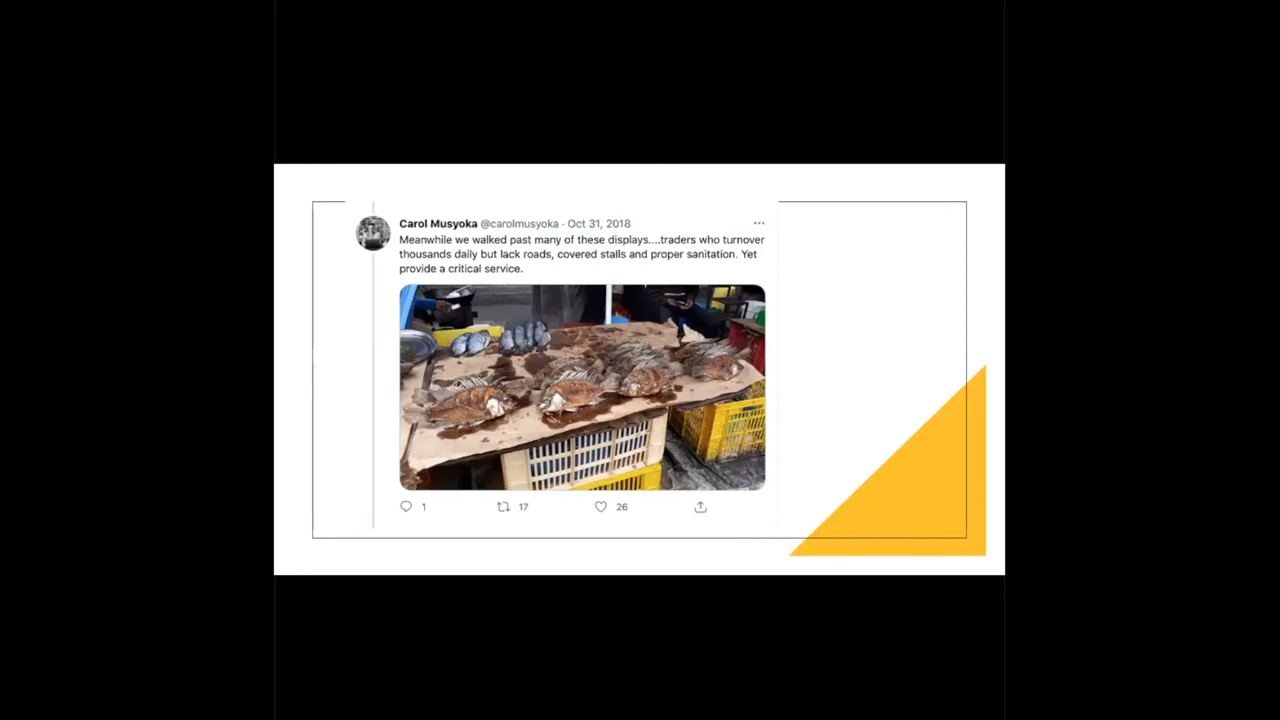 Carol Musyoka @carolmusyoka · Oct 31, 2018
Meanwhile we walked past many of these displays....traders who turnover
thousands daily but lack roads, covered stalls and proper sanitation. Yet
provide a critical service.
1 17 26